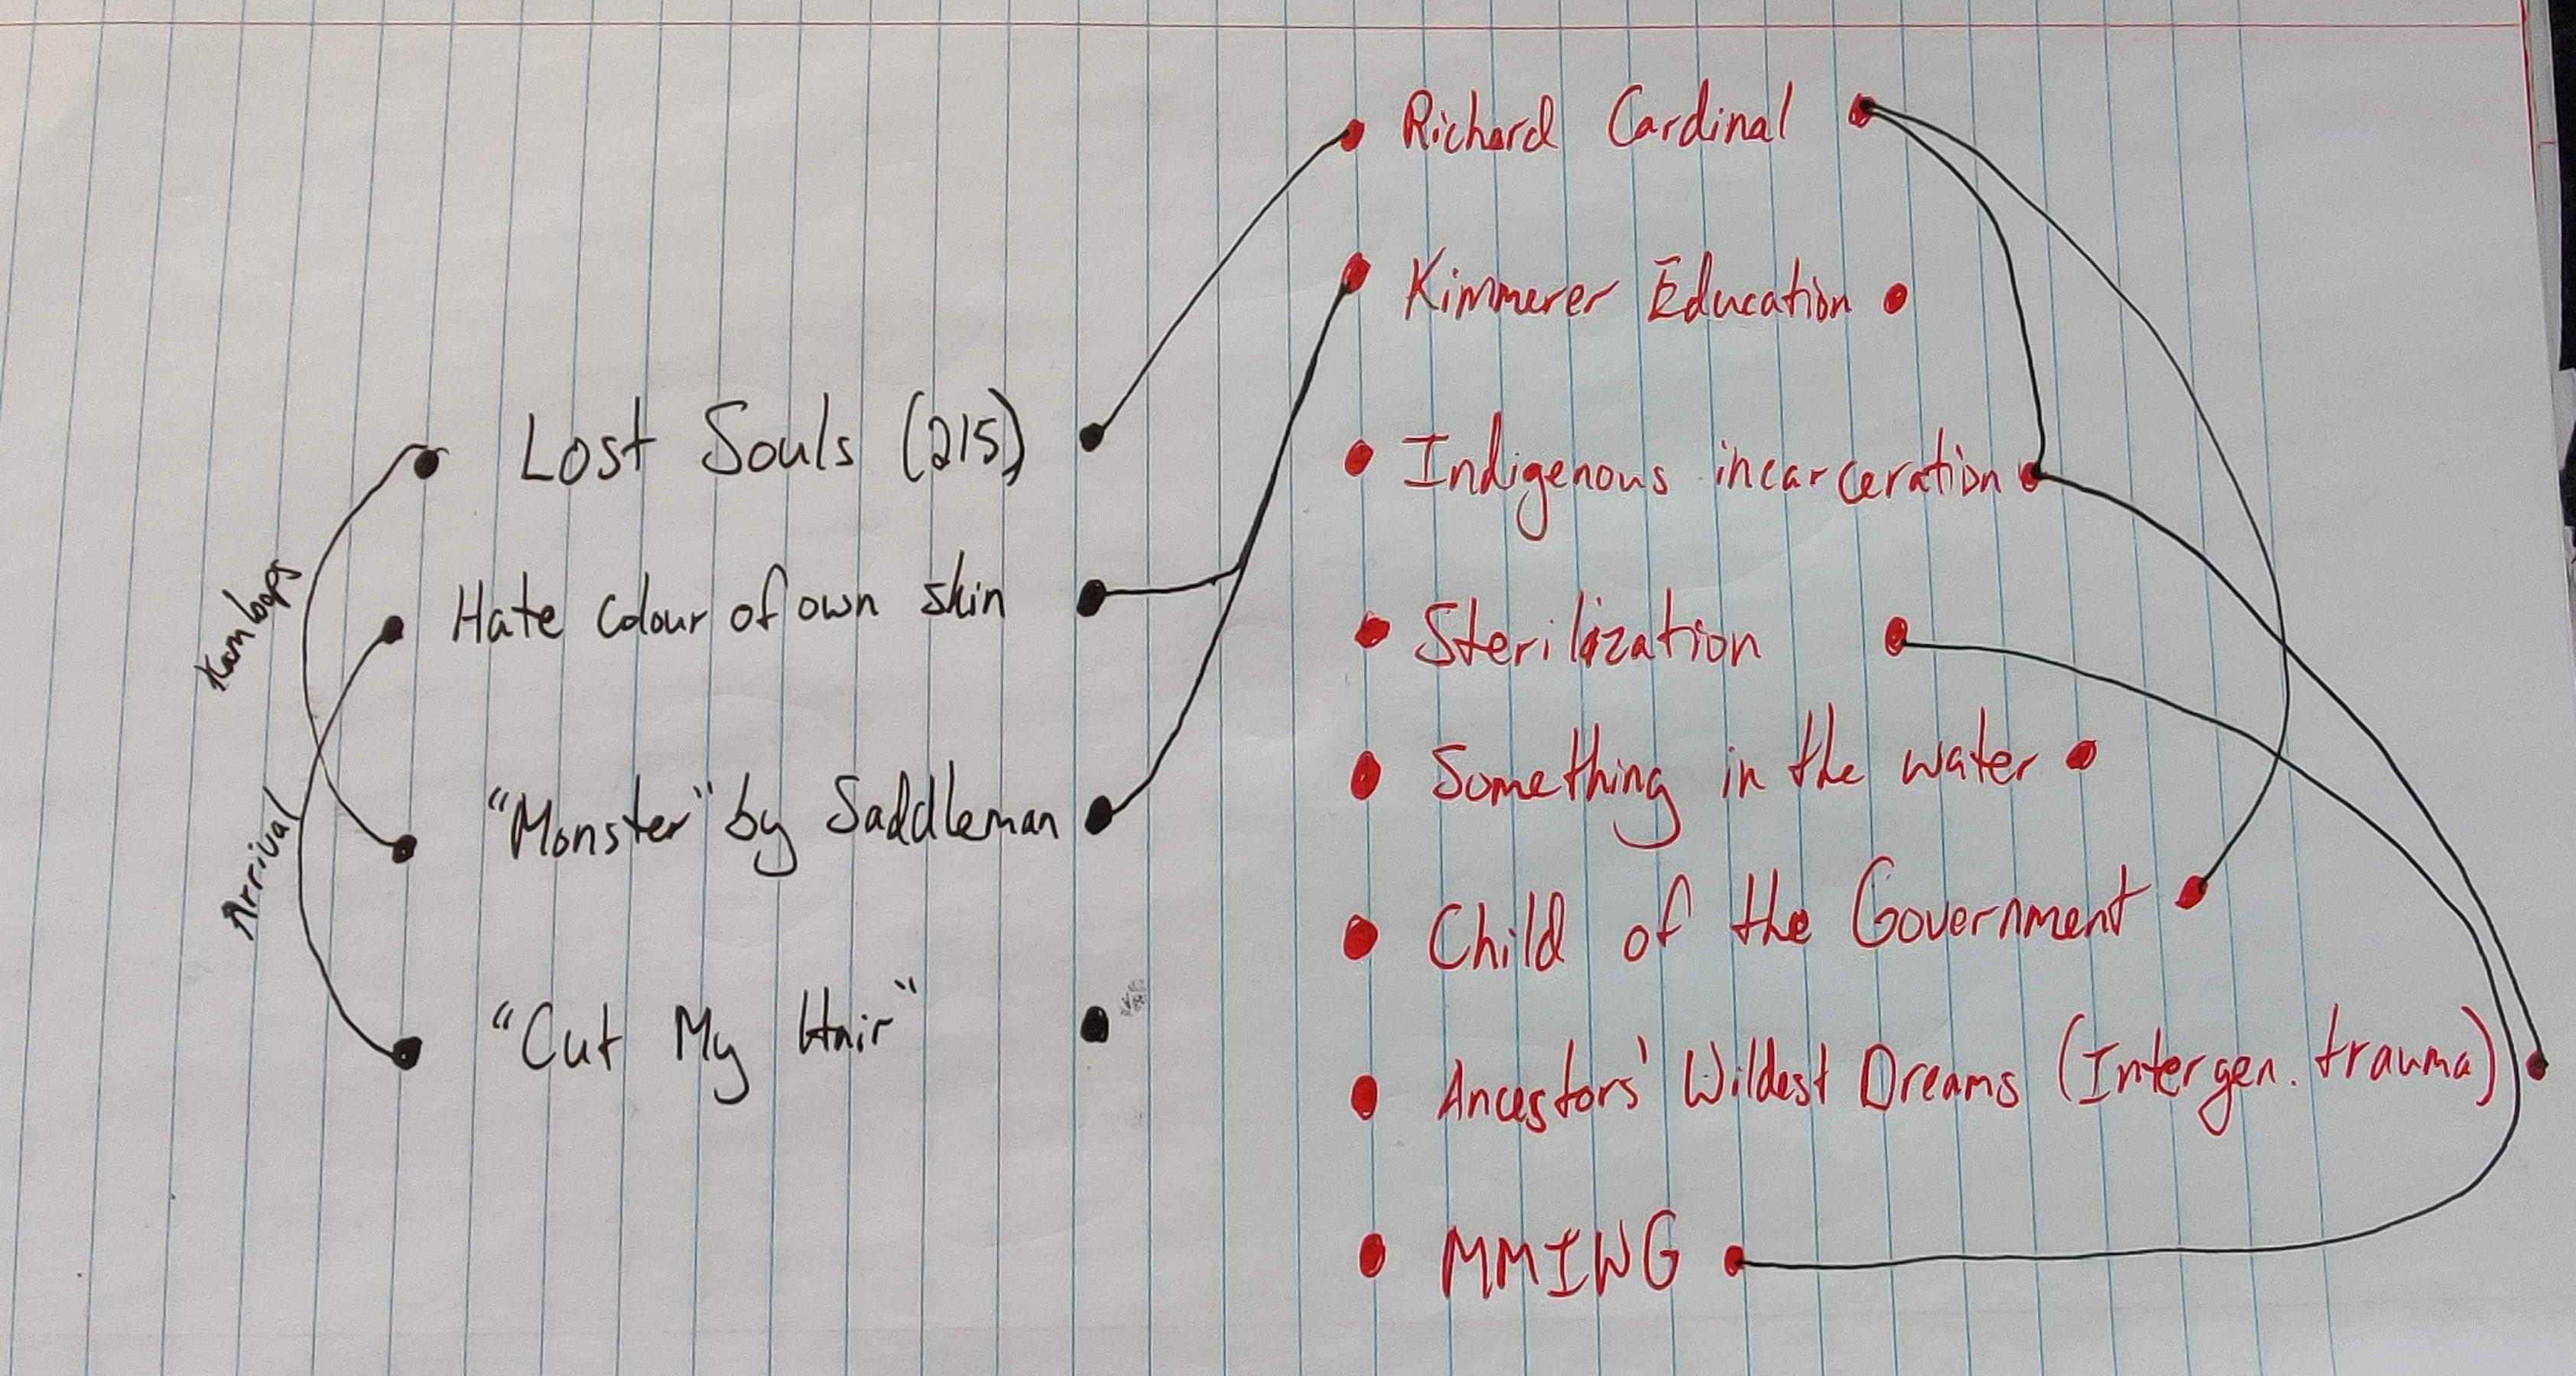 Richard Cardinal
Kimmerer Education
Lost Souls (215)
Indigenous incarceration
Kamloops
Hate colour of own skin
Sterilization
Something in the water
"Monster" by Saddleman
Arrival
Child of the Government
"Cut My Hair"
Ancestors' Wildest Dreams (Intergen. trauma)
MMIWG